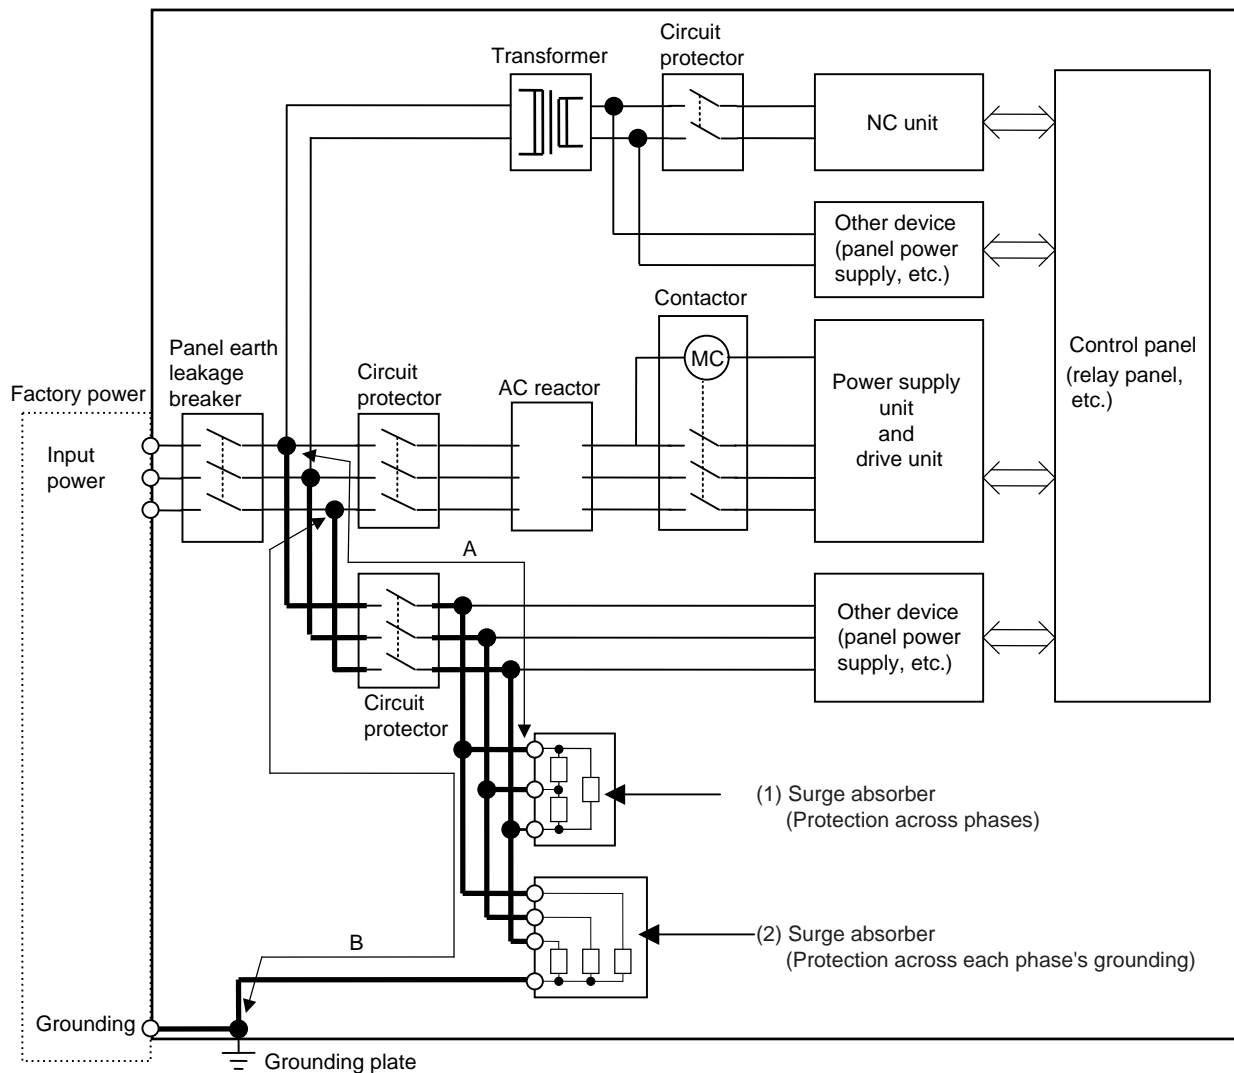 Circuit
protector
Transformer
NC unit
Other device
(panel power
supply, etc.)
Contactor
MC
Power supply
unit
and
drive unit
Control panel
(relay panel,
etc.)
Panel earth
leakage
breaker
Circuit
protector
AC reactor
Factory power
Input
power
A
Other device
(panel power
supply, etc.)
Circuit
protector
(1) Surge absorber
(Protection across phases)
B
(2) Surge absorber
(Protection across each phase's grounding)
Grounding
Grounding plate